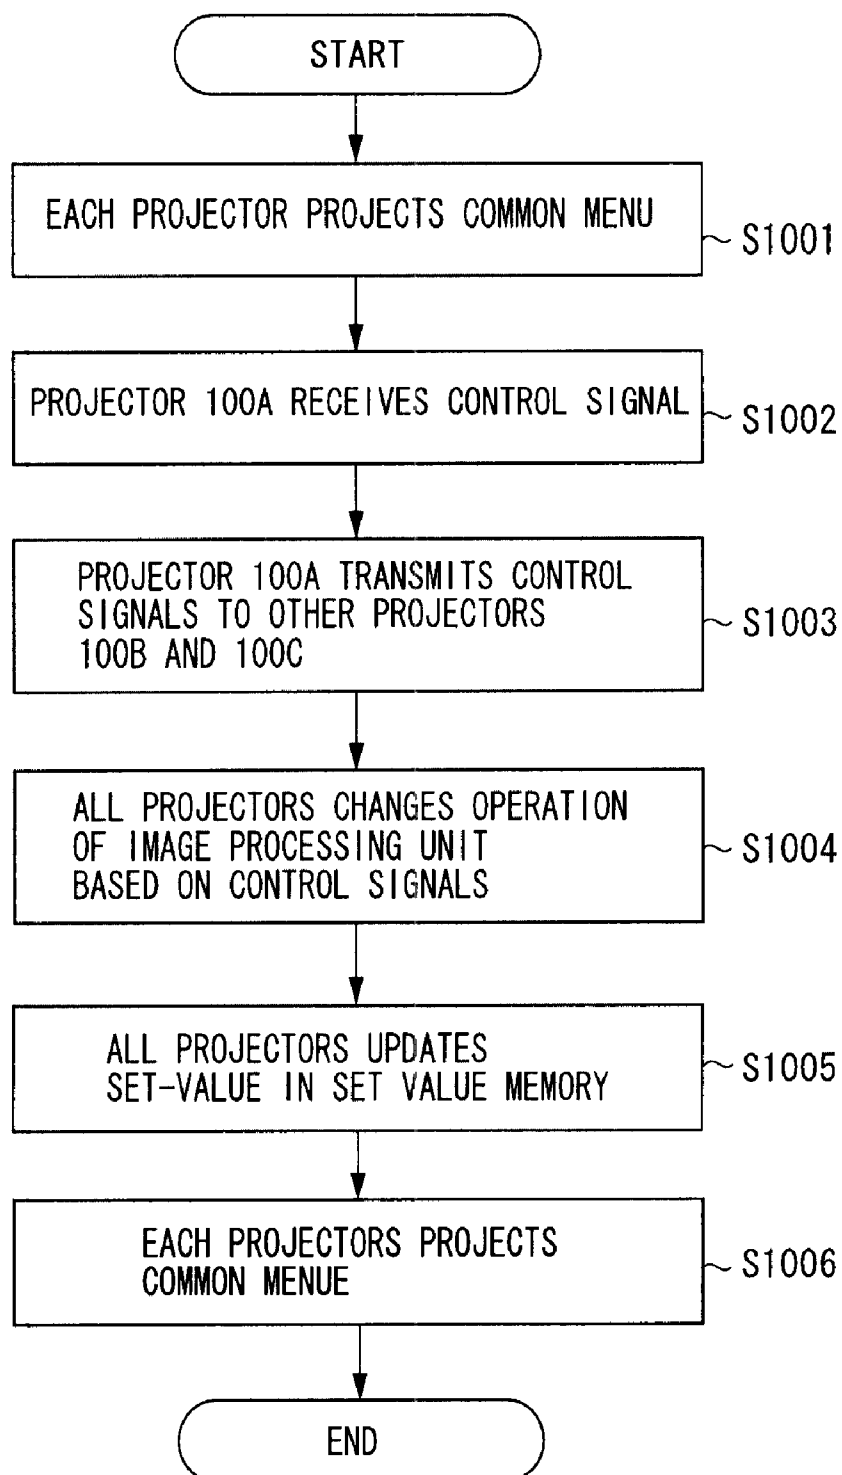 START
EACH PROJECTOR PROJECTS COMMON MENU
S1001
PROJECTOR 100A RECEIVES CONTROL SIGNAL
S1002
PROJECTOR 100A TRANSMITS CONTROL
SIGNALS TO OTHER PROJECTORS
100B AND 100C
S1003
ALL PROJECTORS CHANGES OPERATION
OF IMAGE PROCESSING UNIT
BASED ON CONTROL SIGNALS
S1004
ALL PROJECTORS UPDATES
SET-VALUE IN SET VALUE MEMORY
S1005
EACH PROJECTORS PROJECTS
COMMON MENUE
S1006
END